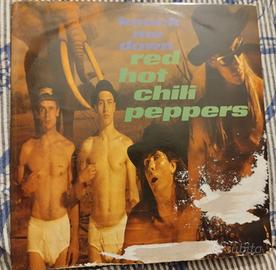 knock
me
down
red
hot
chili
peppers
subito